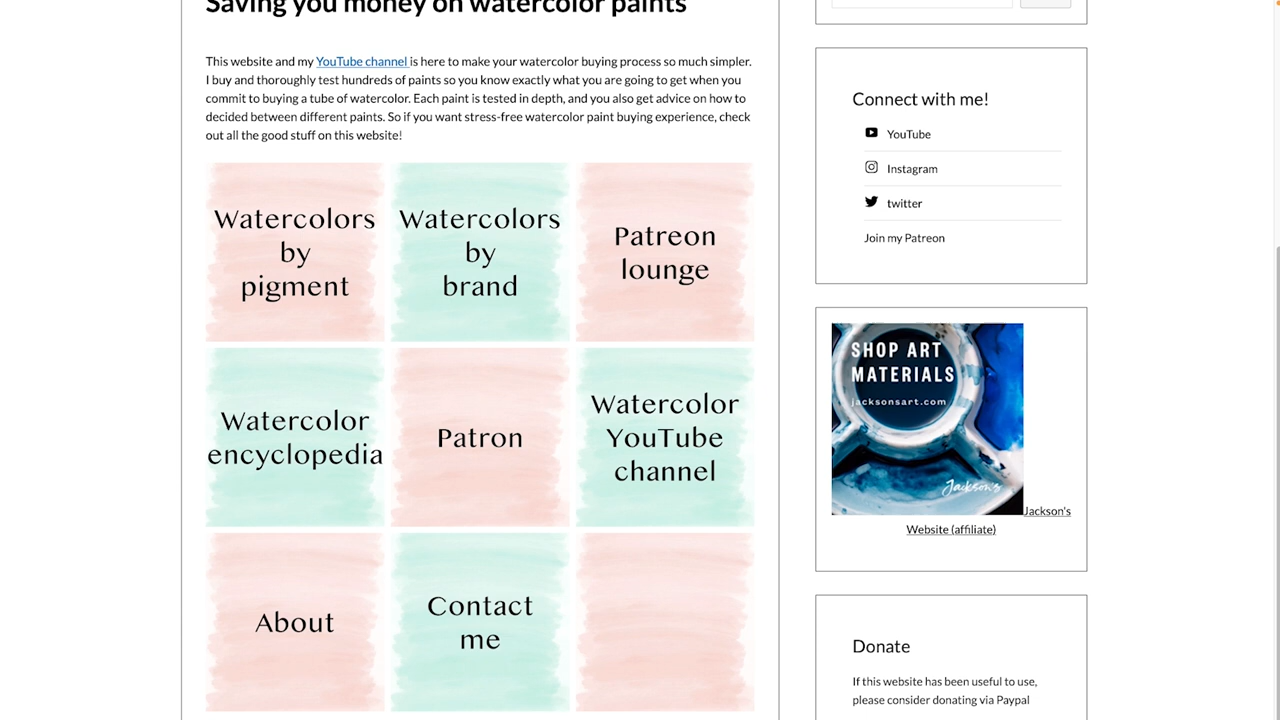 Saving you money on watercolor paints
This website and my YouTube channel is here to make your watercolor buying process so much simpler.
I buy and thoroughly test hundreds of paints so you know exactly what you are going to get when you
commit to buying a tube of watercolor. Each paint is tested in depth, and you also get advice on how to
decided between different paints. So if you want stress-free watercolor paint buying experience, check
out all the good stuff on this website!
Watercolors
by
pigment
Watercolors
by
brand
Patreon
lounge
Watercolor
encyclopedia
Patron
Watercolor
YouTube
channel
About
Contact
me
Connect with me!
YouTube
Instagram
twitter
Join my Patreon
SHOP ART
MATERIALS
jacksonsart.com
Jackson's
Jackson's
Website (affiliate)
Donate
If this website has been useful to use,
please consider donating via Paypal